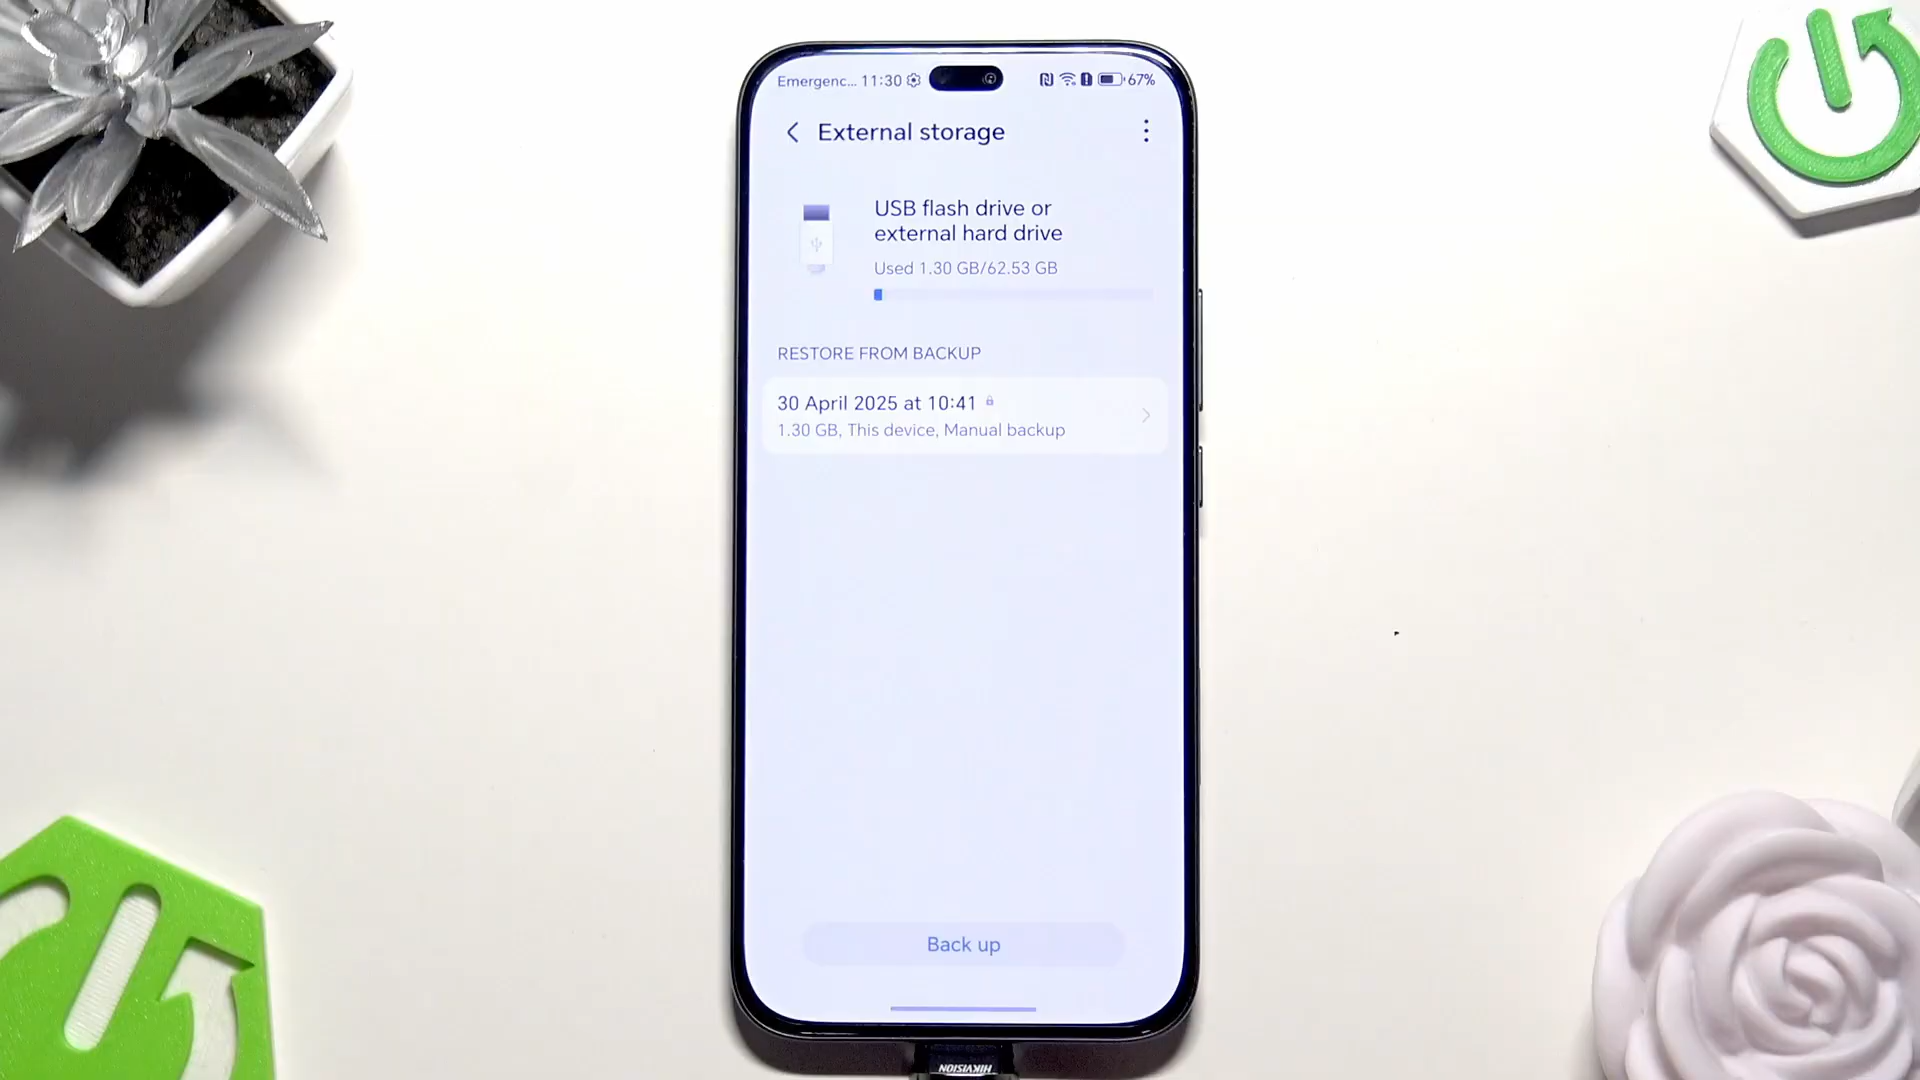 Emergenc... 11:30 67%
External storage
USB flash drive or
external hard drive
Used 1.30 GB/62.53 GB
RESTORE FROM BACKUP
30 April 2025 at 10:41
1.30 GB, This device, Manual backup
Back up
HIKVISION